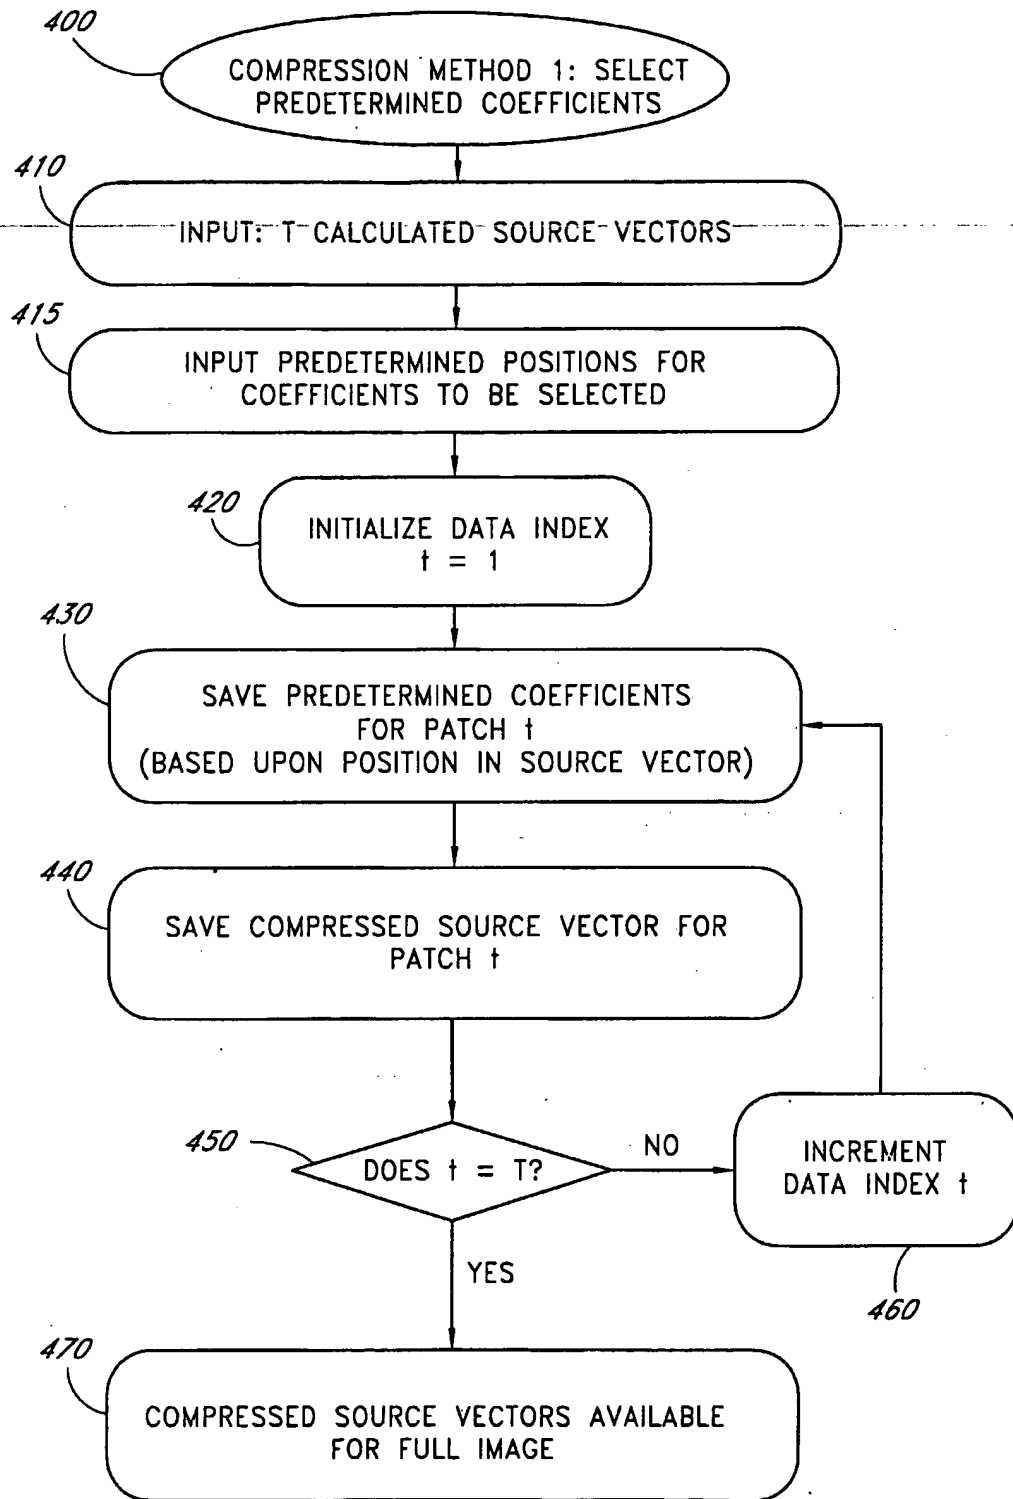 400
COMPRESSION METHOD 1: SELECT
PREDETERMINED COEFFICIENTS
410
INPUT: T CALCULATED SOURCE VECTORS
415
INPUT PREDETERMINED POSITIONS FOR
COEFFICIENTS TO BE SELECTED
420
INITIALIZE DATA INDEX
t = 1
430
SAVE PREDETERMINED COEFFICIENTS
FOR PATCH t
(BASED UPON POSITION IN SOURCE VECTOR)
440
SAVE COMPRESSED SOURCE VECTOR FOR
PATCH t
450
DOES t = T?
NO
INCREMENT
DATA INDEX t
460
YES
470
COMPRESSED SOURCE VECTORS AVAILABLE
FOR FULL IMAGE